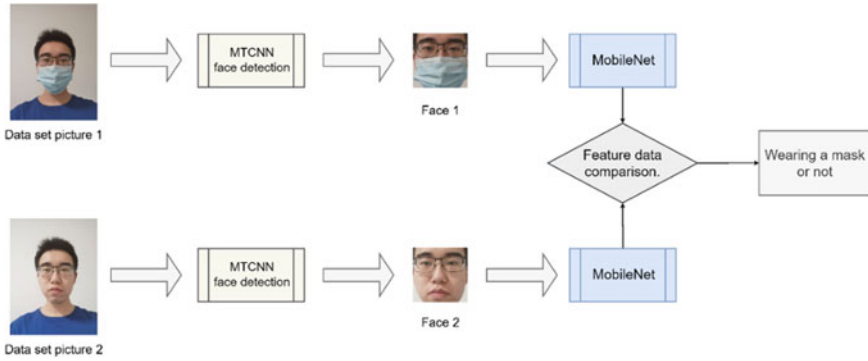 Data set picture 1
MTCNN
face detection
Face 1
MobileNet
Feature data
comparison.
Wearing a mask
or not
Data set picture 2
MTCNN
face detection
Face 2
MobileNet